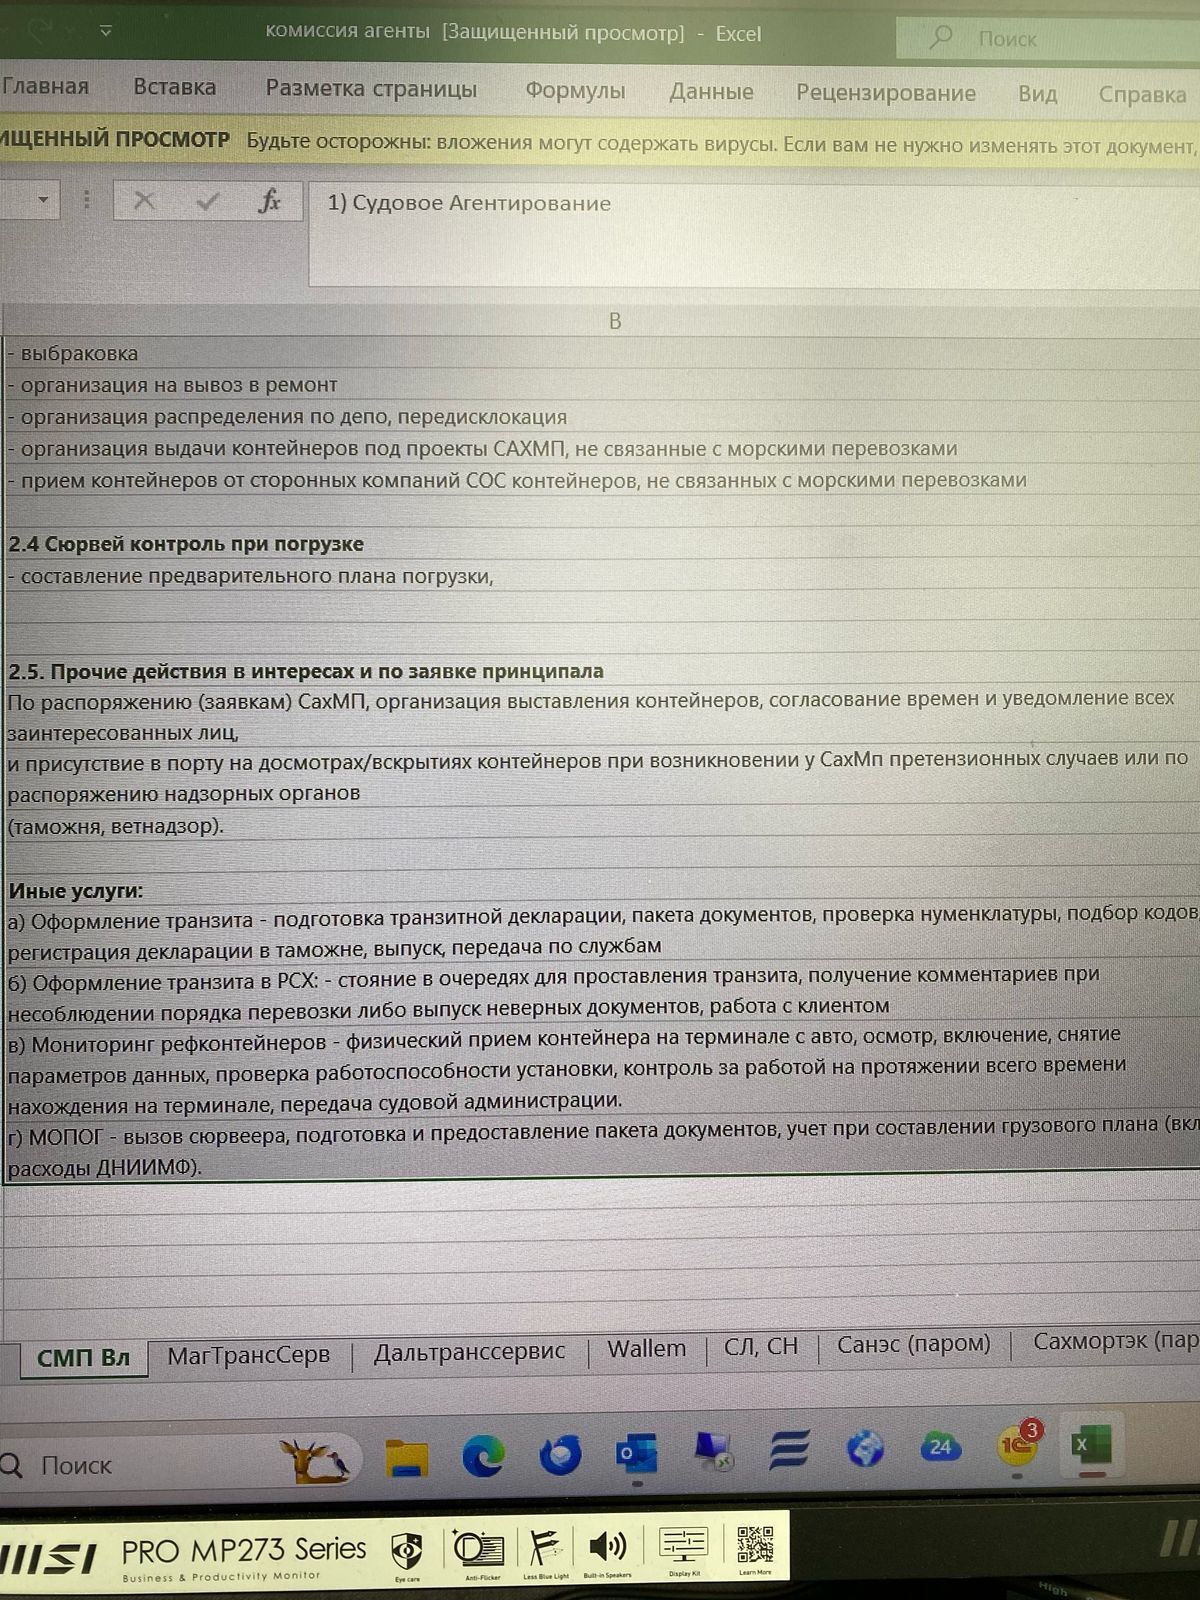 комиссия агенты [Защищенный просмотр] - Excel
Поиск
Главная Вставка Разметка страницы Формулы Данные Рецензирование Вид Справка
ИЩЕННЫЙ ПРОСМОТР Будьте осторожны: вложения могут содержать вирусы. Если вам не нужно изменять этот документ,
fx 1) Судовое Агентирование
B
- выбраковка
- организация на вывоз в ремонт
- организация распределения по депо, передисклокация
- организация выдачи контейнеров под проекты САХМП, не связанные с морскими перевозками
- прием контейнеров от сторонных компаний СОС контейнеров, не связанных с морскими перевозками
2.4 Сюрвей контроль при погрузке
- составление предварительного плана погрузки,
2.5. Прочие действия в интересах и по заявке принципала
По распоряжению (заявкам) СахМП, организация выставления контейнеров, согласование времен и уведомление всех
заинтересованных лиц,
и присутствие в порту на досмотрах/вскрытиях контейнеров при возникновении у СахМп претензионных случаев или по
распоряжению надзорных органов
(таможня, ветнадзор).
Иные услуги:
а) Оформление транзита - подготовка транзитной декларации, пакета документов, проверка нуменклатуры, подбор кодов,
регистрация декларации в таможне, выпуск, передача по службам
б) Оформление транзита в РСХ: - стояние в очередях для проставления транзита, получение комментариев при
несоблюдении порядка перевозки либо выпуск неверных документов, работа с клиентом
в) Мониторинг рефконтейнеров - физический прием контейнера на терминале с авто, осмотр, включение, снятие
параметров данных, проверка работоспособности установки, контроль за работой на протяжении всего времени
нахождения на терминале, передача судовой администрации.
г) МОПОГ - вызов сюрвеера, подготовка и предоставление пакета документов, учет при составлении грузового плана (вкл
расходы ДНИИМФ).
СМП Вл МагТрансСерв Дальтранссервис Wallem СЛ, СН Санэс (паром) Сахмортэк (пар
Поиск 24 1С 3
msi PRO MP273 Series
Business & Productivity Monitor
Eye care Anti-Flicker Less Blue Light Built-in Speakers Display Kit Learn More
High